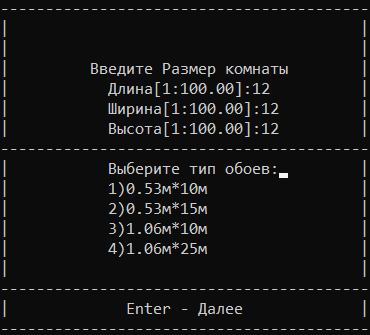 Введите Размер комнаты
Длина[1:100.00]:12
Ширина[1:100.00]:12
Высота[1:100.00]:12
Выберите тип обоев:
1)0.53м*10м
2)0.53м*15м
3)1.06м*10м
4)1.06м*25м
Enter - Далее